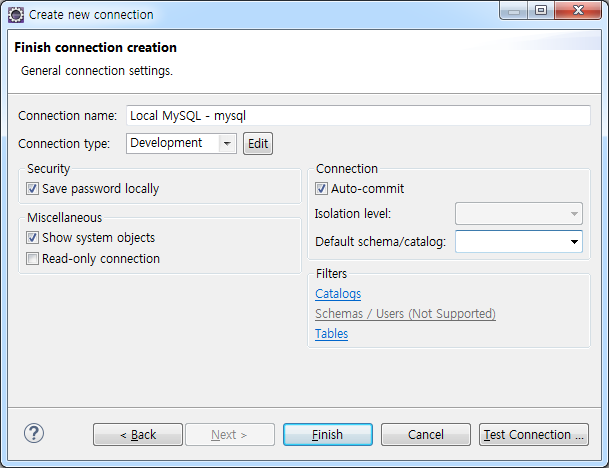 Create new connection
Finish connection creation
General connection settings.
Connection name: Local MySQL - mysql
Connection type: Development Edit
Security
Save password locally
Miscellaneous
Show system objects
Read-only connection
Connection
Auto-commit
Isolation level:
Default schema/catalog:
Filters
Catalogs
Schemas / Users (Not Supported)
Tables
? < Back Next > Finish Cancel Test Connection ...